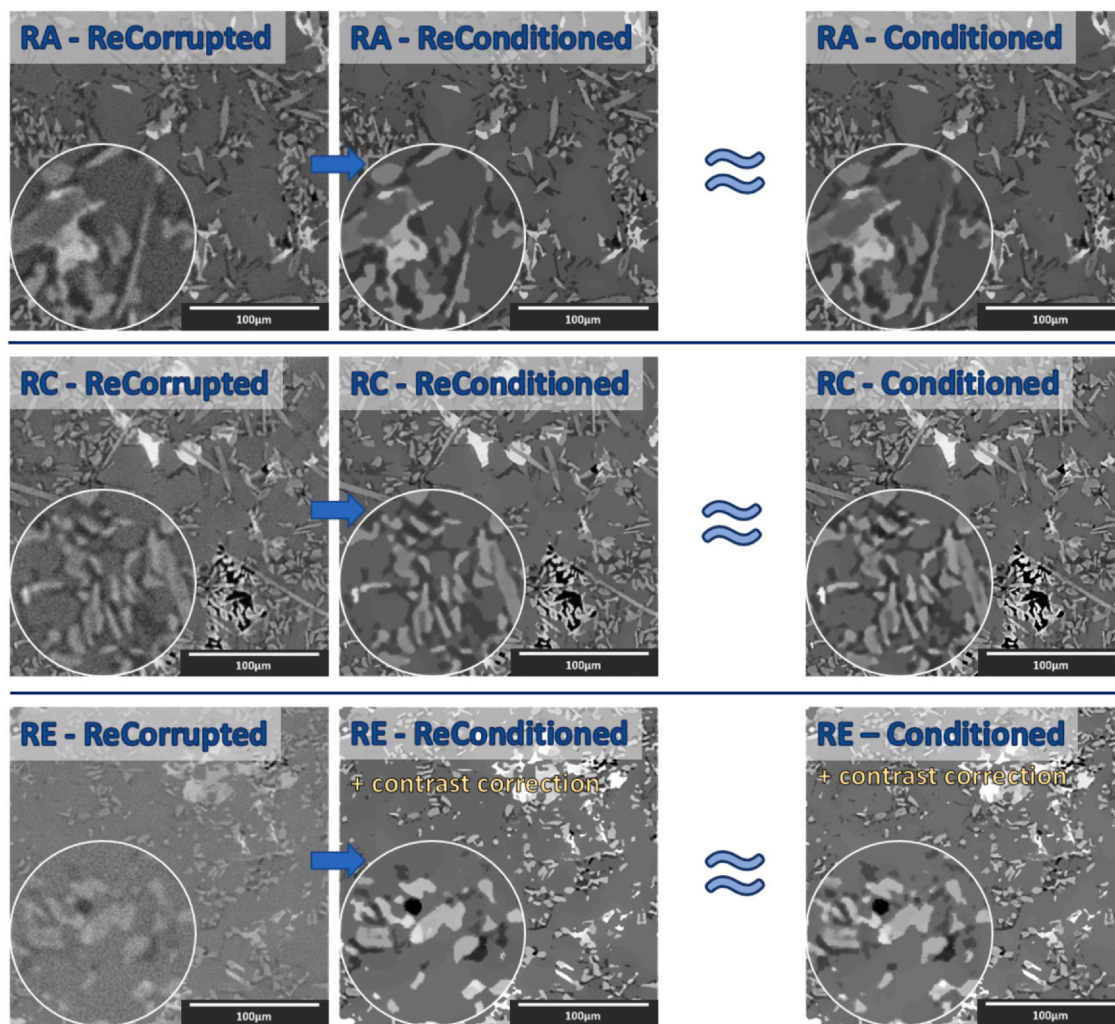 RA - ReCorrupted
RA - ReConditioned
RA - Conditioned
100µm
100µm
100µm
RC - ReCorrupted
RC - ReConditioned
RC - Conditioned
100µm
100µm
100µm
RE - ReCorrupted
RE - ReConditioned
RE – Conditioned
+ contrast correction
+ contrast correction
100µm
100µm
100µm